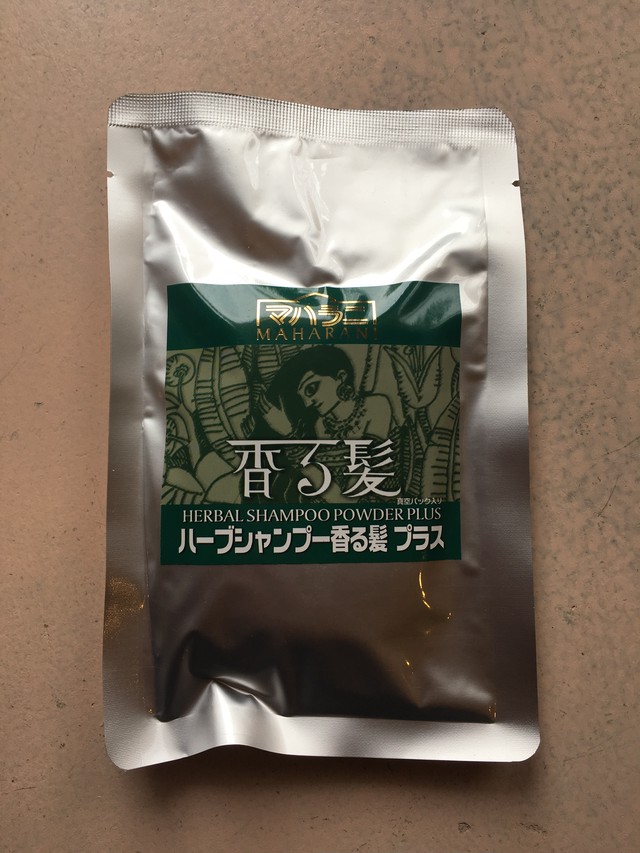 マハラニ
MAHARANI
香る髪
真空パック入り
HERBAL SHAMPOO POWDER PLUS
ハーブシャンプー香る髪 プラス